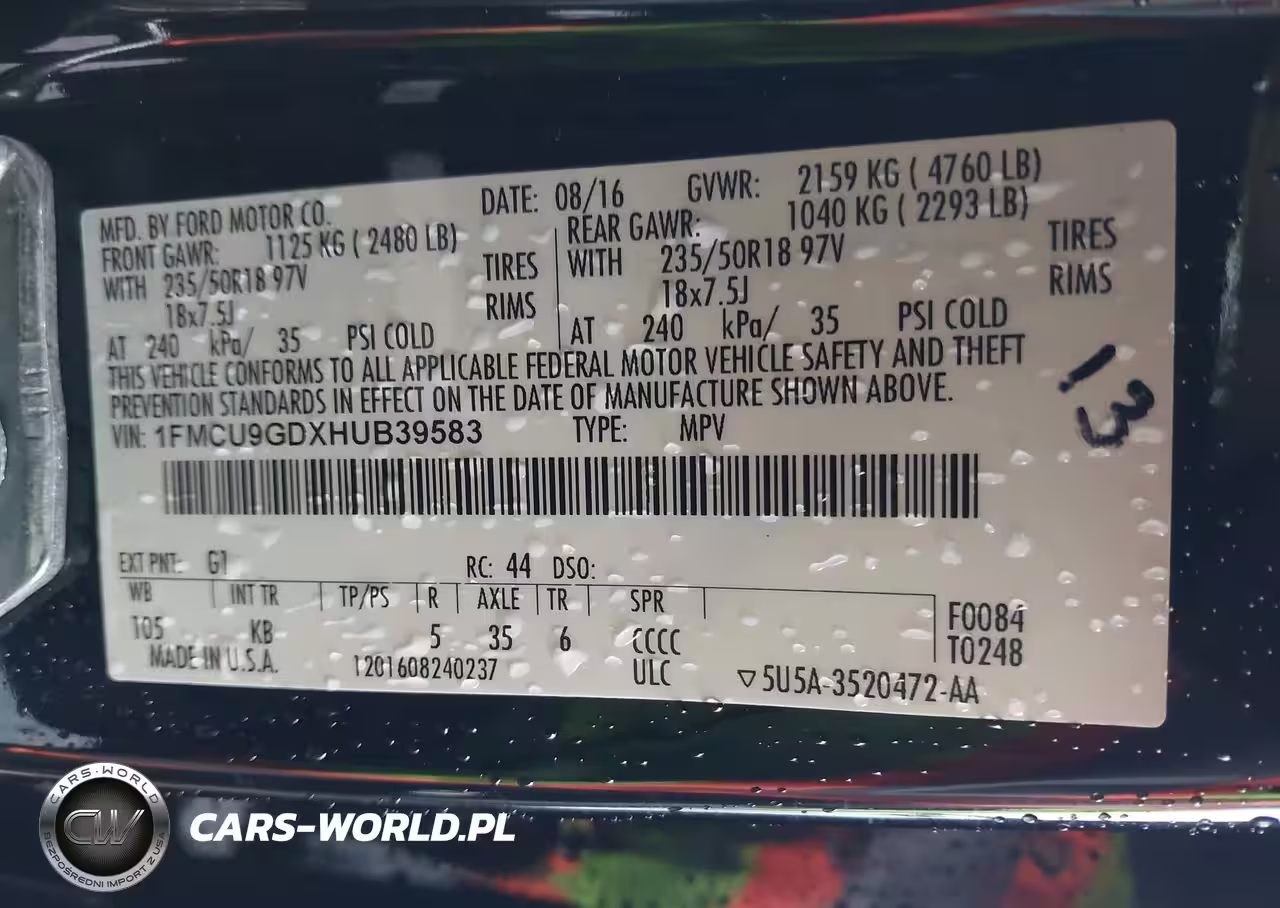 MFD. BY FORD MOTOR CO. DATE: 08/16 GVWR: 2159 KG ( 4760 LB)
FRONT GAWR: 1125 KG ( 2480 LB) REAR GAWR: 1040 KG ( 2293 LB)
WITH 235/50R18 97V TIRES WITH 235/50R18 97V TIRES
18x7.5J RIMS 18x7.5J RIMS
AT 240 kPa/ 35 PSI COLD AT 240 kPa/ 35 PSI COLD
THIS VEHICLE CONFORMS TO ALL APPLICABLE FEDERAL MOTOR VEHICLE SAFETY AND THEFT
PREVENTION STANDARDS IN EFFECT ON THE DATE OF MANUFACTURE SHOWN ABOVE.
VIN: 1FMCU9GDXHUB39583 TYPE: MPV
13
EXT PNT: G1 RC: 44 DSO:
WB INT TR TP/PS R AXLE TR SPR
T05 KB 5 35 6 CCCC
F0084
T0248
MADE IN U.S.A. 1201608240237 ULC ▽5U5A-3520472-AA
CARS-WORLD
CW
BEZPOŚREDNI IMPORT Z USA
CARS-WORLD.PL